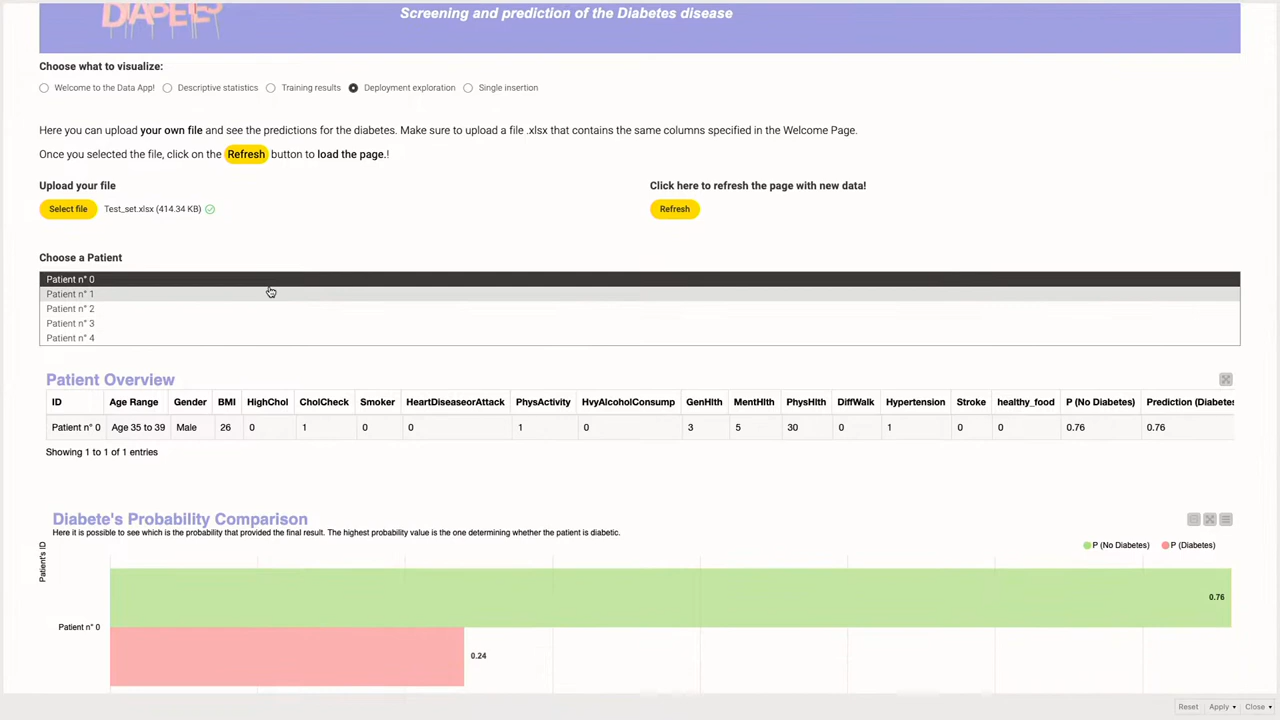 DIABETES
Screening and prediction of the Diabetes disease
Choose what to visualize:
Welcome to the Data App! Descriptive statistics Training results Deployment exploration Single insertion
Here you can upload your own file and see the predictions for the diabetes. Make sure to upload a file .xlsx that contains the same columns specified in the Welcome Page.
Once you selected the file, click on the Refresh button to load the page.!
Upload your file Click here to refresh the page with new data!
Select file Test_set.xlsx (414.34 KB) Refresh
Choose a Patient
Patient n° 0
Patient n° 1
Patient n° 2
Patient n° 3
Patient n° 4
Patient Overview
ID Age Range Gender BMI HighChol CholCheck Smoker HeartDiseaseorAttack PhysActivity HvyAlcoholConsump GenHlth MentHlth PhysHlth DiffWalk Hypertension Stroke healthy_food P (No Diabetes) Prediction (Diabetes
Patient n° 0 Age 35 to 39 Male 26 0 1 0 0 1 0 3 5 30 0 1 0 0 0.76 0.76
Showing 1 to 1 of 1 entries
Diabete's Probability Comparison
Here it is possible to see which is the probability that provided the final result. The highest probability value is the one determining whether the patient is diabetic.
P (No Diabetes) P (Diabetes)
Patient's ID
0.76
Patient n° 0
0.24
Reset Apply Close